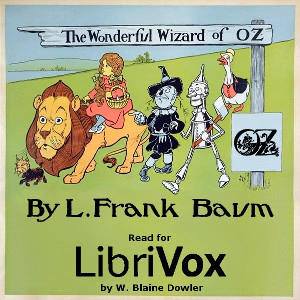 The Wonderful Wizard of OZ
OZ
By L. Frank Baum
Read for
LibriVox
by W. Blaine Dowler